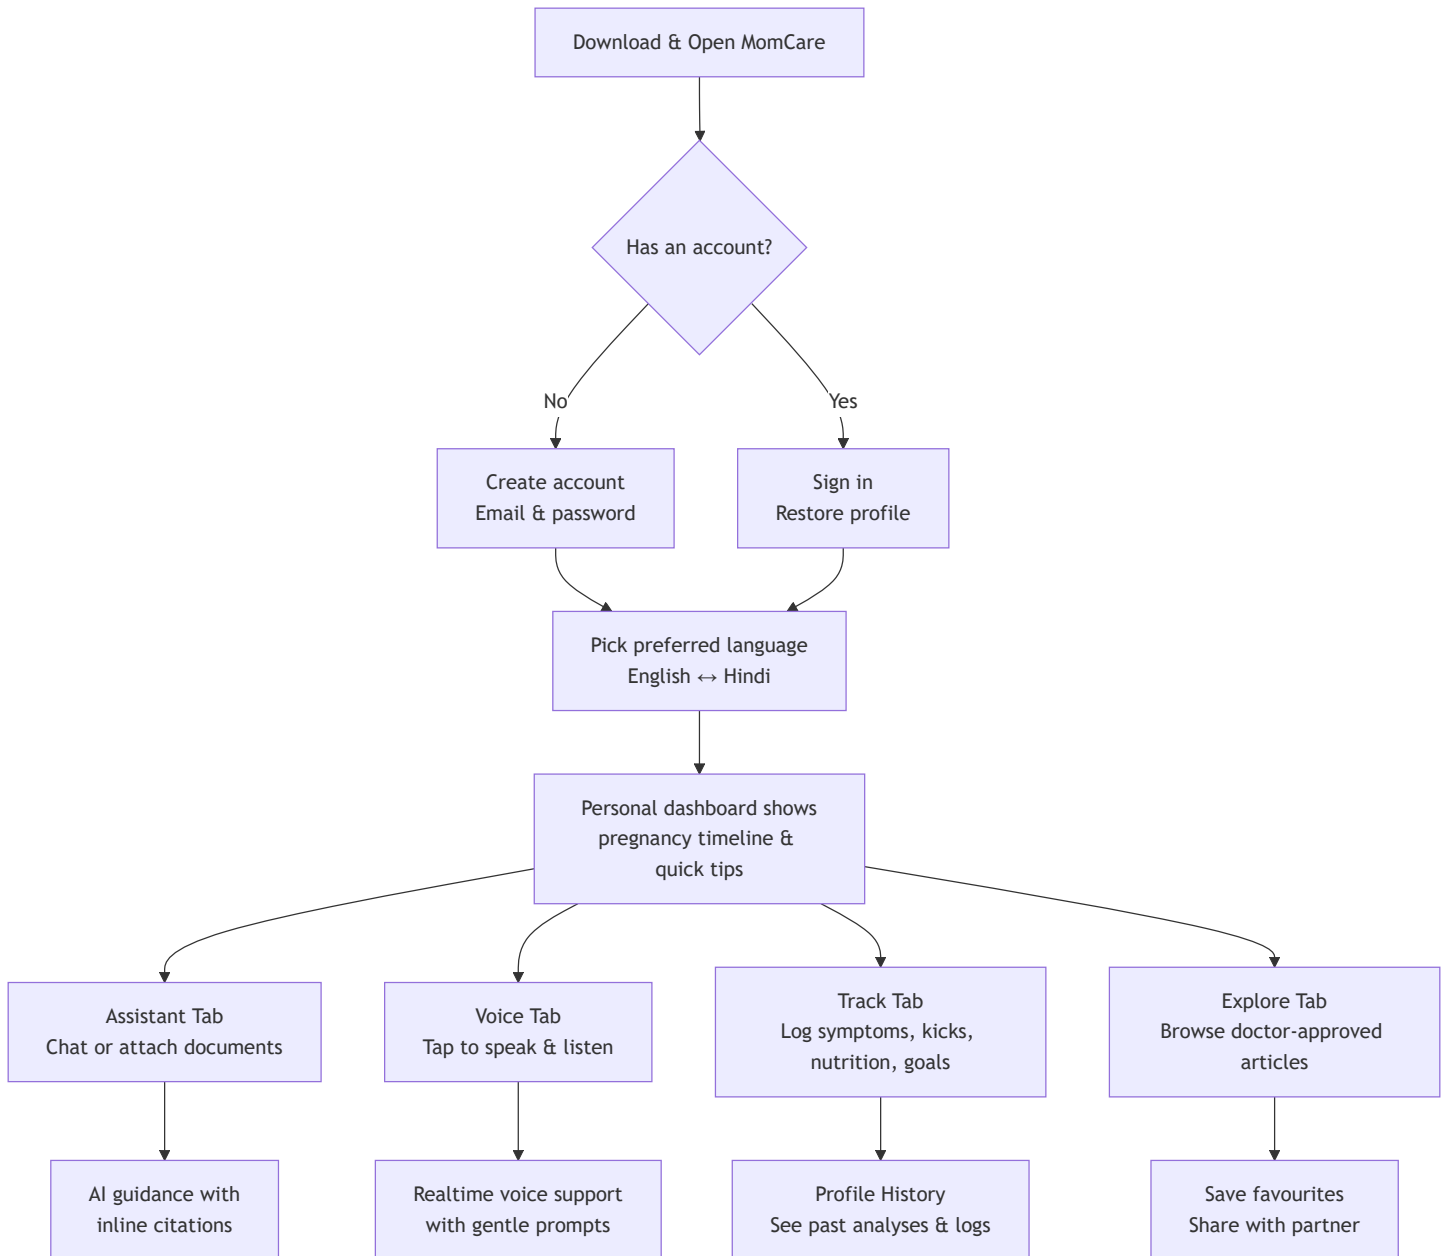 Download & Open MomCare
Has an account?
No
Yes
Create account
Email & password
Sign in
Restore profile
Pick preferred language
English ↔ Hindi
Personal dashboard shows
pregnancy timeline &
quick tips
Assistant Tab
Chat or attach documents
Voice Tab
Tap to speak & listen
Track Tab
Log symptoms, kicks,
nutrition, goals
Explore Tab
Browse doctor-approved
articles
AI guidance with
inline citations
Realtime voice support
with gentle prompts
Profile History
See past analyses & logs
Save favourites
Share with partner